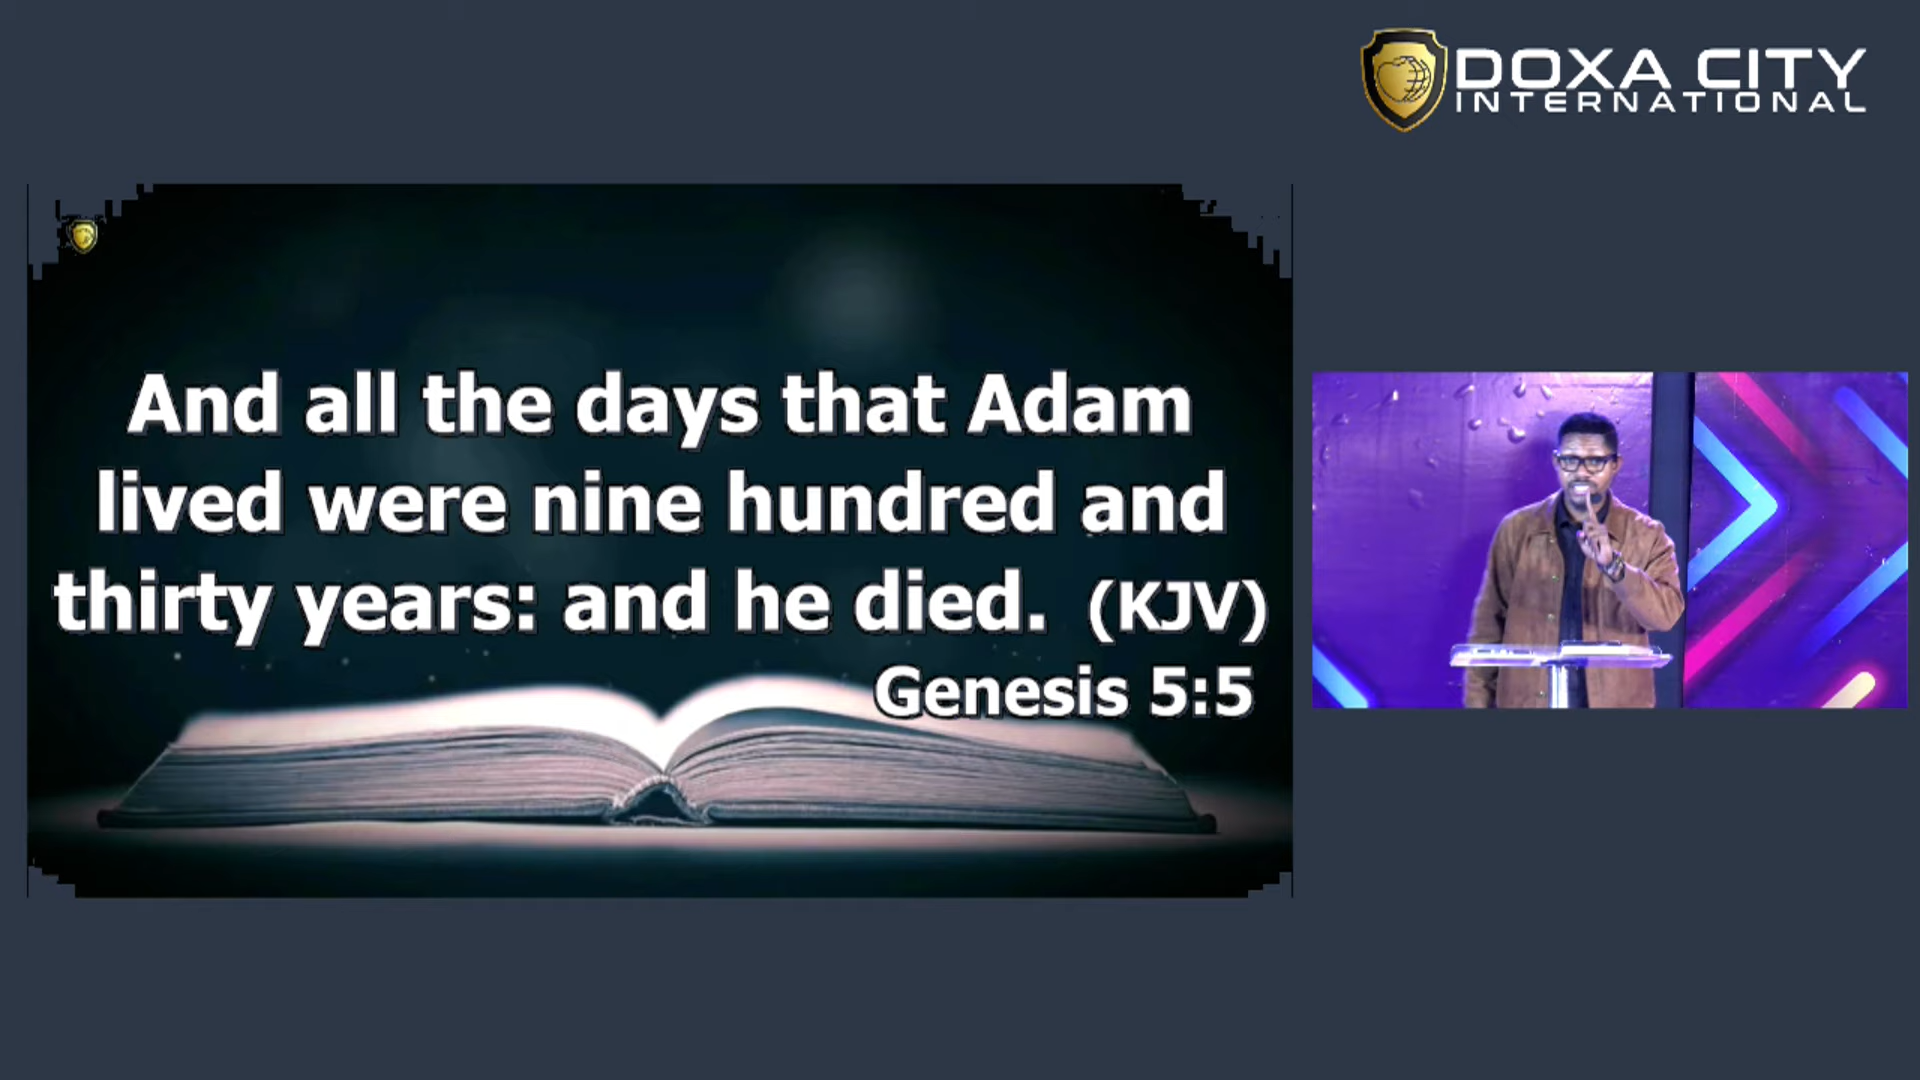 DOXA CITY
INTERNATIONAL
And all the days that Adam
lived were nine hundred and
thirty years: and he died. (KJV)
Genesis 5:5